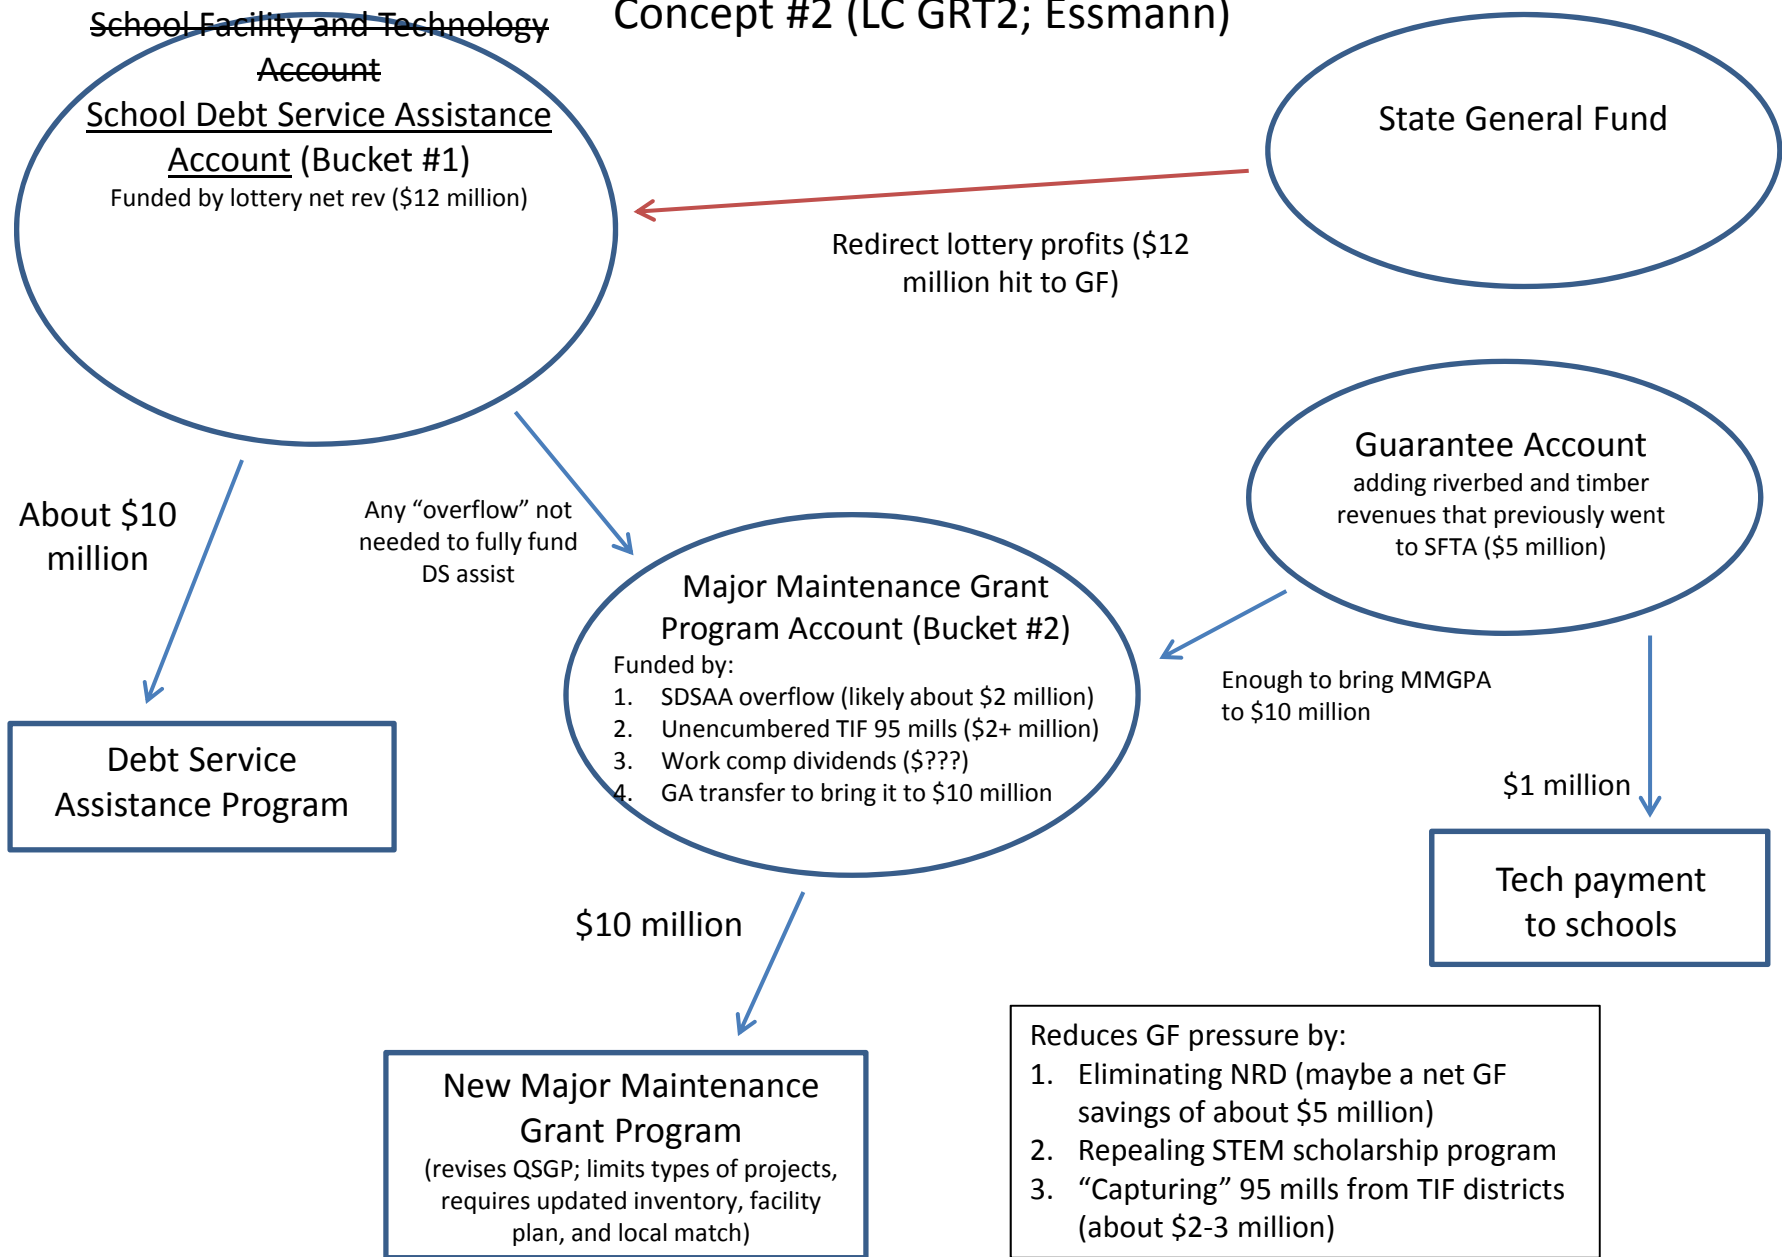 Concept #2 (LC GRT2; Essmann)
School Facility and Technology
Account
School Debt Service Assistance
Account (Bucket #1)
Funded by lottery net rev ($12 million)
State General Fund
Redirect lottery profits ($12
million hit to GF)
Guarantee Account
adding riverbed and timber
revenues that previously went
to SFTA ($5 million)
About $10
million
Any “overflow” not
needed to fully fund
DS assist
Major Maintenance Grant
Program Account (Bucket #2)
Funded by:
1. SDSAA overflow (likely about $2 million)
2. Unencumbered TIF 95 mills ($2+ million)
3. Work comp dividends ($???)
4. GA transfer to bring it to $10 million
Enough to bring MMGPA
to $10 million
$1 million
Debt Service
Assistance Program
Tech payment
to schools
$10 million
New Major Maintenance
Grant Program
(revises QSGP; limits types of projects,
requires updated inventory, facility
plan, and local match)
Reduces GF pressure by:
1. Eliminating NRD (maybe a net GF
savings of about $5 million)
2. Repealing STEM scholarship program
3. “Capturing” 95 mills from TIF districts
(about $2-3 million)